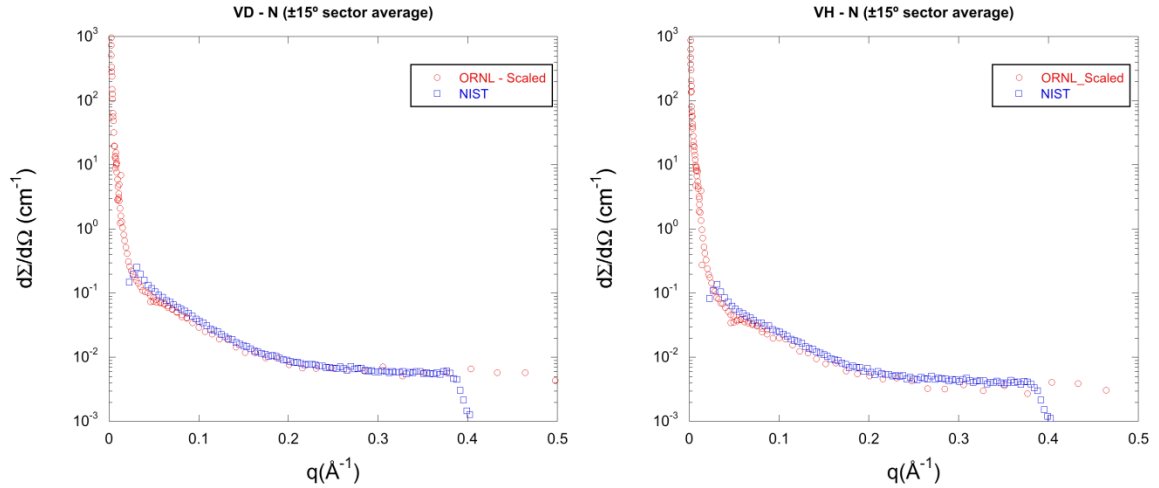 VD - N (±15º sector average)
10³
10²
10¹
10⁰
10⁻¹
10⁻²
10⁻³
dΣ/dΩ (cm⁻¹)
ORNL - Scaled
NIST
0
0.1
0.2
0.3
0.4
0.5
q(Å⁻¹)
VH - N (±15º sector average)
10³
10²
10¹
10⁰
10⁻¹
10⁻²
10⁻³
dΣ/dΩ (cm⁻¹)
ORNL_Scaled
NIST
0
0.1
0.2
0.3
0.4
0.5
q(Å⁻¹)